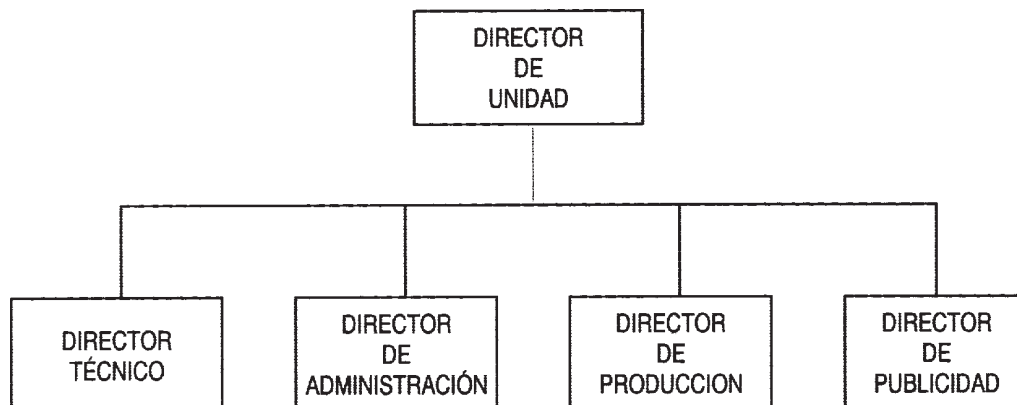 DIRECTOR
DE
UNIDAD
DIRECTOR
TÉCNICO
DIRECTOR
DE
ADMINISTRACIÓN
DIRECTOR
DE
PRODUCCION
DIRECTOR
DE
PUBLICIDAD